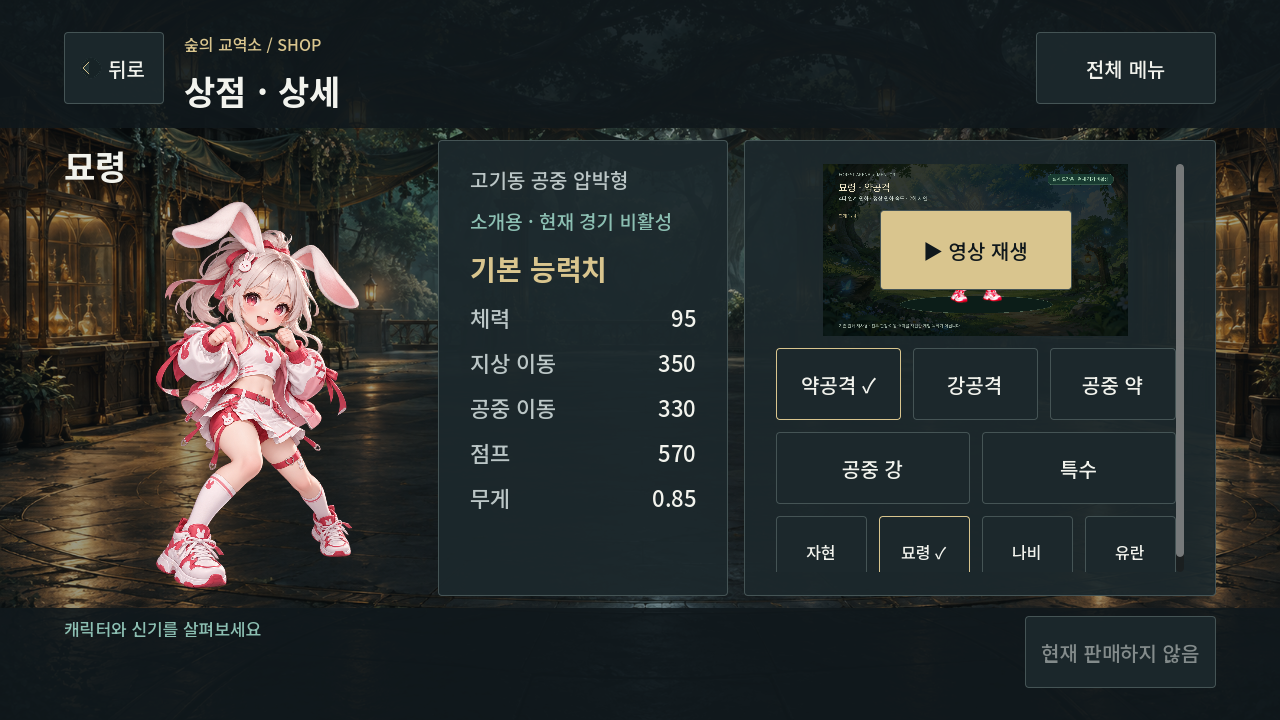 뒤로
숲의 교역소 / SHOP
상점 · 상세
전체 메뉴
묘령
고기동 공중 압박형
소개용 · 현재 경기 비활성
기본 능력치
체력 95
지상 이동 350
공중 이동 330
점프 570
무게 0.85
묘령 · 약공격
▶ 영상 재생
약공격 ✓
강공격
공중 약
공중 강
특수
자현
묘령 ✓
나비
유란
캐릭터와 신기를 살펴보세요
현재 판매하지 않음